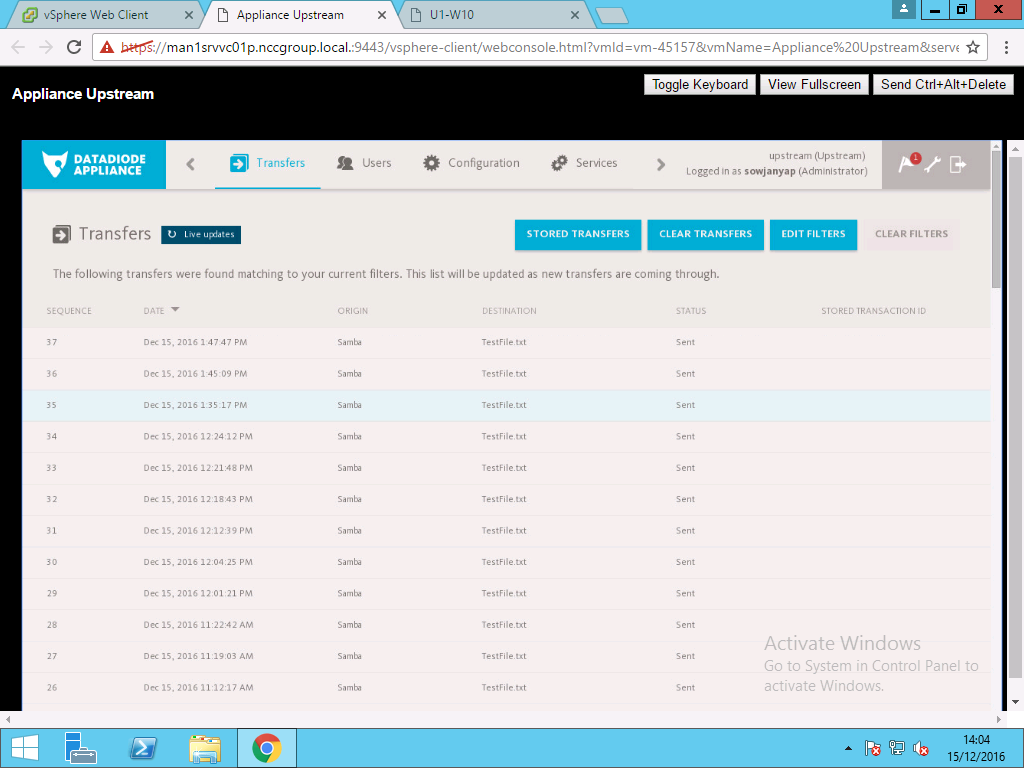 vSphere Web Client
Appliance Upstream
U1-W10
https://man1srvvc01p.nccgroup.local.:9443/vsphere-client/webconsole.html?vmId=vm-45157&vmName=Appliance%20Upstream&serve
Appliance Upstream
Toggle Keyboard
View Fullscreen
Send Ctrl+Alt+Delete
DATADIODE
APPLIANCE
Transfers
Users
Configuration
Services
upstream (Upstream)
Logged in as sowjanyap (Administrator)
1
Transfers
Live updates
STORED TRANSFERS
CLEAR TRANSFERS
EDIT FILTERS
CLEAR FILTERS
The following transfers were found matching to your current filters. This list will be updated as new transfers are coming through.
SEQUENCE DATE ORIGIN DESTINATION STATUS STORED TRANSACTION ID
37 Dec 15, 2016 1:47:47 PM Samba TestFile.txt Sent
36 Dec 15, 2016 1:45:09 PM Samba TestFile.txt Sent
35 Dec 15, 2016 1:35:17 PM Samba TestFile.txt Sent
34 Dec 15, 2016 12:24:12 PM Samba TestFile.txt Sent
33 Dec 15, 2016 12:21:48 PM Samba TestFile.txt Sent
32 Dec 15, 2016 12:18:43 PM Samba TestFile.txt Sent
31 Dec 15, 2016 12:12:39 PM Samba TestFile.txt Sent
30 Dec 15, 2016 12:04:25 PM Samba TestFile.txt Sent
29 Dec 15, 2016 12:01:21 PM Samba TestFile.txt Sent
28 Dec 15, 2016 11:22:42 AM Samba TestFile.txt Sent
27 Dec 15, 2016 11:19:03 AM Samba TestFile.txt Sent
26 Dec 15, 2016 11:12:17 AM Samba TestFile.txt Sent
Activate Windows
Go to System in Control Panel to
activate Windows.
14:04
15/12/2016